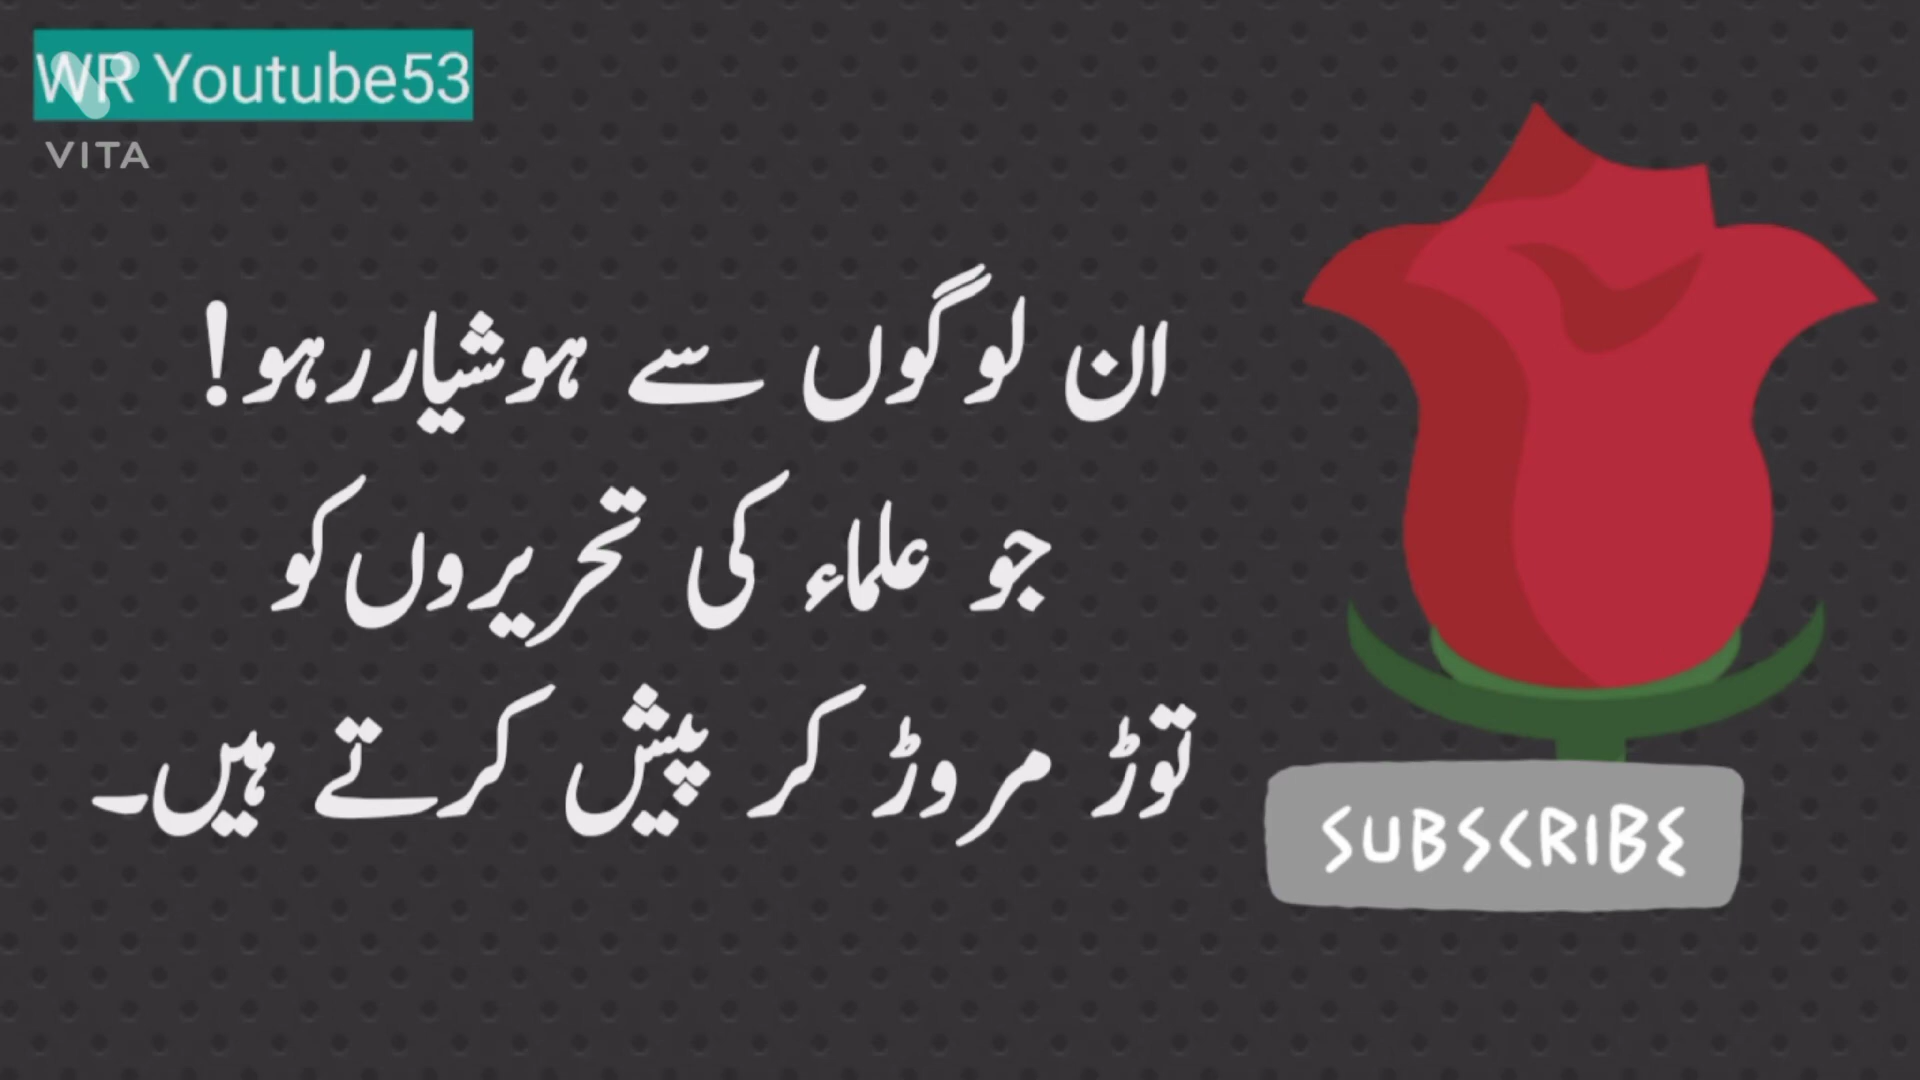 WR Youtube53
VITA
ان لوگوں سے ہوشیار رہو!
جو علماء کی تحریروں کو
توڑ مروڑ کر پیش کرتے ہیں۔
SUBSCRIBE